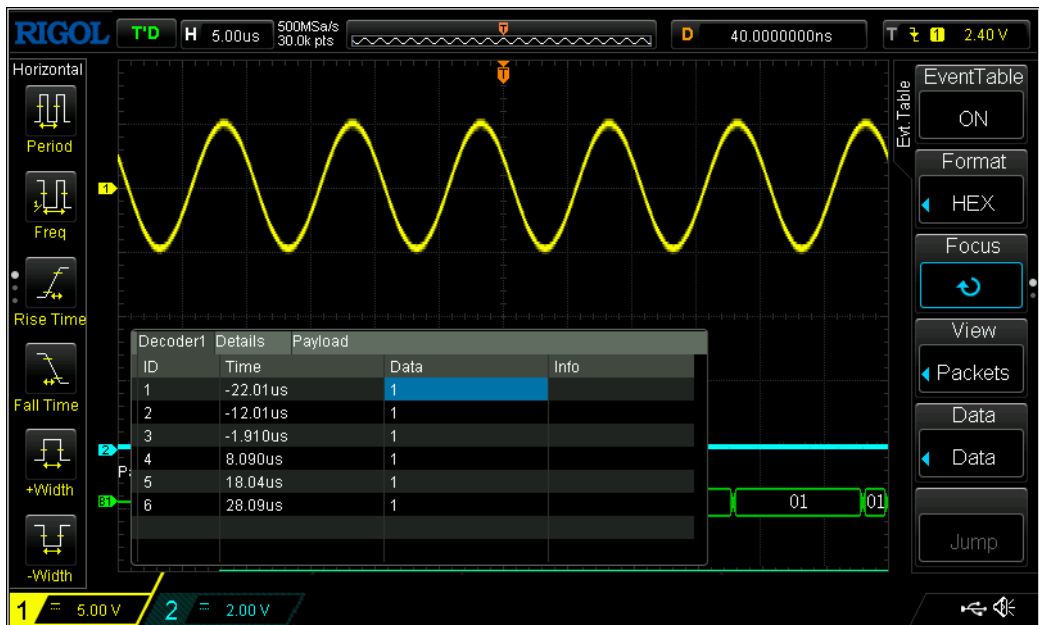 RIGOL T'D H 5.00us 500MSa/s 30.0k pts T D 40.0000000ns T 1 2.40 V
Horizontal
Period
Freq
Rise Time
Fall Time
+Width
-Width
T
1
2
B1
Decoder1 Details Payload
ID Time Data Info
1 -22.01us 1
2 -12.01us 1
3 -1.910us 1
4 8.090us 1
5 18.04us 1
6 28.09us 1
01 01
Evt.Table
EventTable
ON
Format
HEX
Focus
View
Packets
Data
Data
Jump
1 5.00 V 2 2.00 V